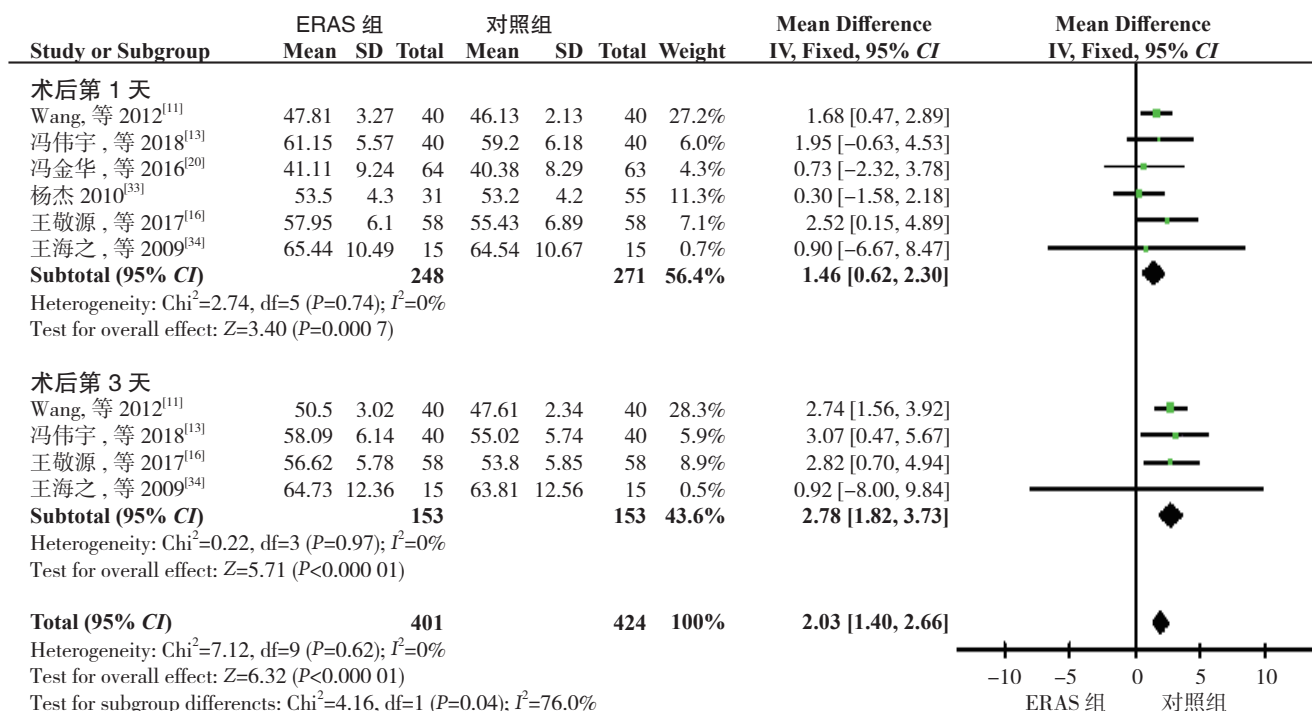 ERAS 组 对照组 Mean Difference Mean Difference
Study or Subgroup Mean SD Total Mean SD Total Weight IV, Fixed, 95% CI IV, Fixed, 95% CI
术后第 1 天
Wang, 等 2012[11] 47.81 3.27 40 46.13 2.13 40 27.2% 1.68 [0.47, 2.89]
冯伟宇 , 等 2018[13] 61.15 5.57 40 59.2 6.18 40 6.0% 1.95 [−0.63, 4.53]
冯金华 , 等 2016[20] 41.11 9.24 64 40.38 8.29 63 4.3% 0.73 [−2.32, 3.78]
杨杰 2010[33] 53.5 4.3 31 53.2 4.2 55 11.3% 0.30 [−1.58, 2.18]
王敬源 , 等 2017[16] 57.95 6.1 58 55.43 6.89 58 7.1% 2.52 [0.15, 4.89]
王海之 , 等 2009[34] 65.44 10.49 15 64.54 10.67 15 0.7% 0.90 [−6.67, 8.47]
Subtotal (95% CI) 248 271 56.4% 1.46 [0.62, 2.30]
Heterogeneity: Chi2=2.74, df=5 (P=0.74); I2=0%
Test for overall effect: Z=3.40 (P=0.000 7)
术后第 3 天
Wang, 等 2012[11] 50.5 3.02 40 47.61 2.34 40 28.3% 2.74 [1.56, 3.92]
冯伟宇 , 等 2018[13] 58.09 6.14 40 55.02 5.74 40 5.9% 3.07 [0.47, 5.67]
王敬源 , 等 2017[16] 56.62 5.78 58 53.8 5.85 58 8.9% 2.82 [0.70, 4.94]
王海之 , 等 2009[34] 64.73 12.36 15 63.81 12.56 15 0.5% 0.92 [−8.00, 9.84]
Subtotal (95% CI) 153 153 43.6% 2.78 [1.82, 3.73]
Heterogeneity: Chi2=0.22, df=3 (P=0.97); I2=0%
Test for overall effect: Z=5.71 (P<0.000 01)
Total (95% CI) 401 424 100% 2.03 [1.40, 2.66]
Heterogeneity: Chi2=7.12, df=9 (P=0.62); I2=0%
Test for overall effect: Z=6.32 (P<0.000 01)
Test for subgroup differencts: Chi2=4.16, df=1 (P=0.04); I2=76.0%
−10 −5 0 5 10
ERAS 组 对照组